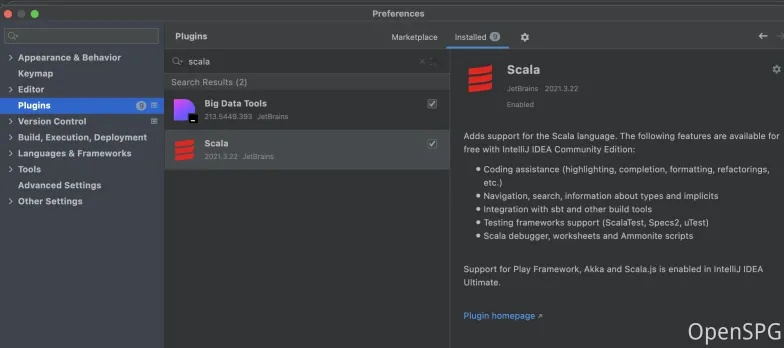 Preferences
Appearance & Behavior
Keymap
Editor
Plugins 9
Version Control
Build, Execution, Deployment
Languages & Frameworks
Tools
Advanced Settings
Other Settings
Plugins
Marketplace Installed 9
scala
Search Results (2)
Big Data Tools
213.5449.393 JetBrains
Scala
2021.3.22 JetBrains
Scala
JetBrains 2021.3.22
Enabled
Adds support for the Scala language. The following features are available for
free with IntelliJ IDEA Community Edition:
• Coding assistance (highlighting, completion, formatting, refactorings,
etc.)
• Navigation, search, information about types and implicits
• Integration with sbt and other build tools
• Testing frameworks support (ScalaTest, Specs2, uTest)
• Scala debugger, worksheets and Ammonite scripts
Support for Play Framework, Akka and Scala.js is enabled in IntelliJ IDEA
Ultimate.
Plugin homepage ↗
OpenSPG